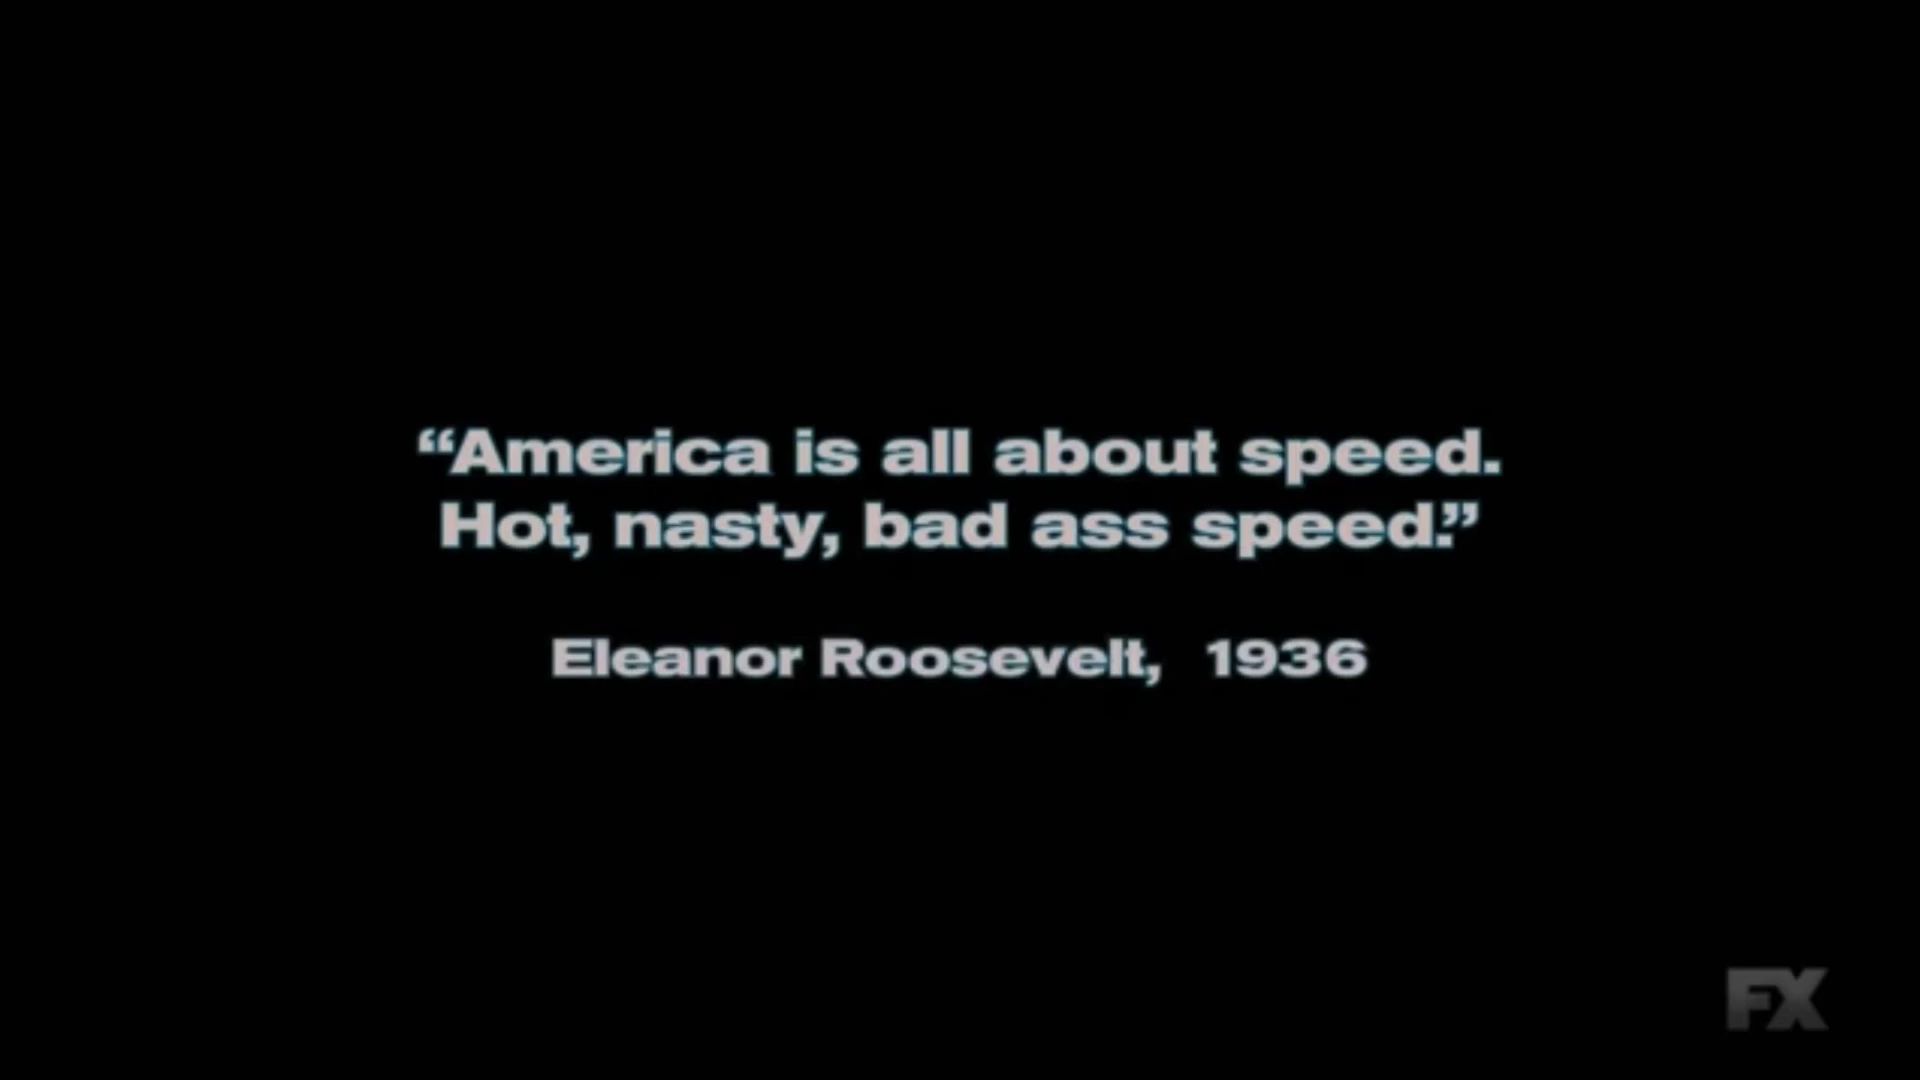 “America is all about speed.
Hot, nasty, bad ass speed.”
Eleanor Roosevelt, 1936
FX